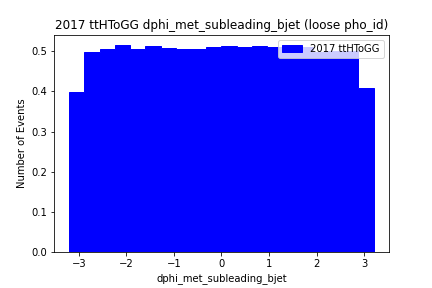 2017 ttHToGG dphi_met_subleading_bjet (loose pho_id)
2017 ttHToGG
Number of Events
0.5
0.4
0.3
0.2
0.1
0.0
−3 −2 −1 0 1 2 3
dphi_met_subleading_bjet